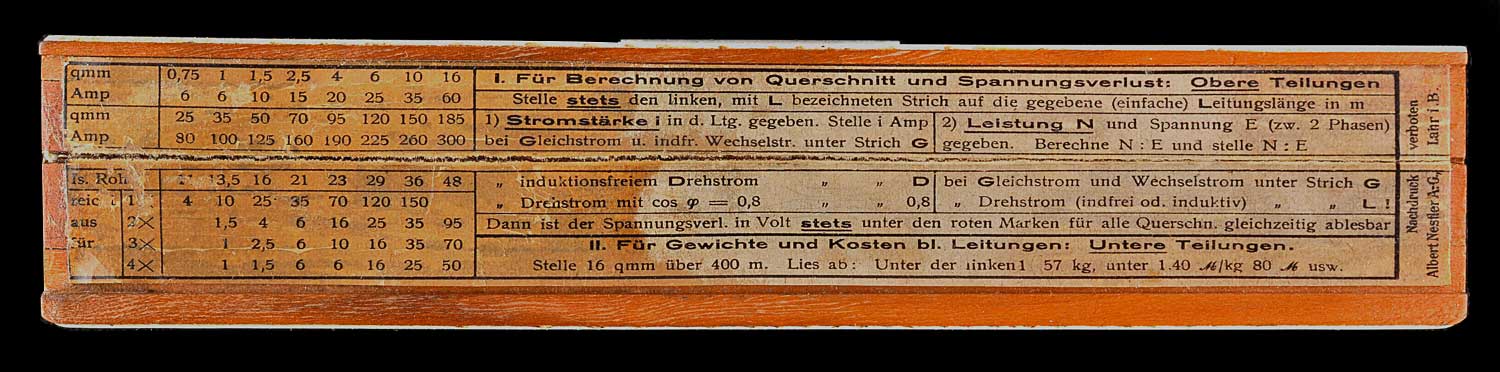 qmm 0,75 1 1,5 2,5 4 6 10 16
Amp 6 6 10 15 20 25 35 60
qmm 25 35 50 70 95 120 150 185
Amp 80 100 125 160 190 225 260 300
Is. Roh 11 13,5 16 21 23 29 36 48
reic 1 4 10 25 35 70 120 150
aus 2× 1,5 4 6 16 25 35 95
für 3× 1 2,5 6 10 16 35 70
4× 1 1,5 6 6 16 25 50
I. Für Berechnung von Querschnitt und Spannungsverlust: Obere Teilungen
Stelle stets den linken, mit L bezeichneten Strich auf die gegebene (einfache) Leitungslänge in m
1) Stromstärke i in d. Ltg. gegeben. Stelle i Amp
bei Gleichstrom u. indfr. Wechselstr. unter Strich G
„ induktionsfreiem Drehstrom „ „ D
„ Drehstrom mit cos φ = 0,8 „ „ 0,8
2) Leistung N und Spannung E (zw. 2 Phasen)
gegeben. Berechne N : E und stelle N : E
bei Gleichstrom und Wechselstrom unter Strich G
„ Drehstrom (indfrei od. induktiv) „ „ L !
Dann ist der Spannungsverl. in Volt stets unter den roten Marken für alle Querschn. gleichzeitig ablesbar
II. Für Gewichte und Kosten bl. Leitungen: Untere Teilungen.
Stelle 16 qmm über 400 m. Lies ab: Unter der linken 1 57 kg, unter 1.40 ℳ/kg 80 ℳ usw.
Nachdruck verboten
Albert Nestler A.-G., Lahr i B.